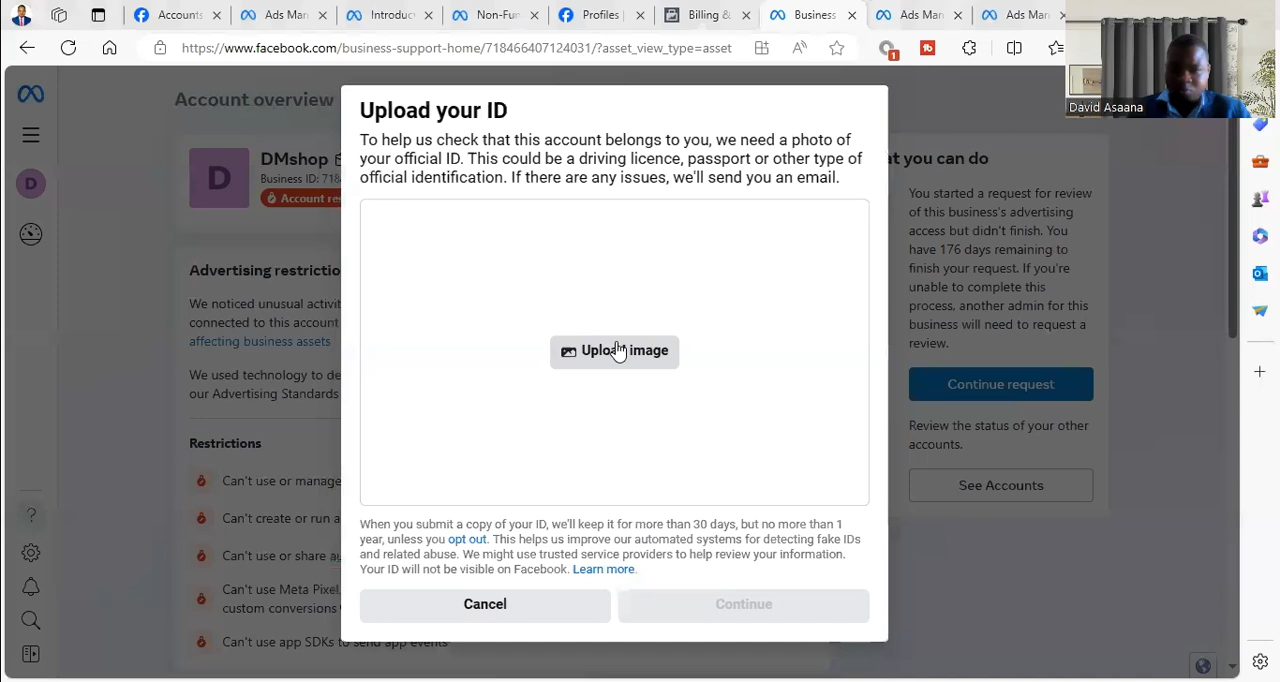 Accounts
Ads Man
Introduc
Non-Fun
Profiles
Billing &
Business
Ads Man
Ads Man
https://www.facebook.com/business-support-home/718466407124031/?asset_view_type=asset
1
David Asaana
Account overview
D
DMshop
Business ID: 718
Account res
Advertising restrictio
We noticed unusual activit
connected to this account
affecting business assets
We used technology to de
our Advertising Standards
Restrictions
Can't use or manage
Can't create or run a
Can't use or share a
Can't use Meta Pixel
custom conversions
Can't use app SDKs to send app events
D
Upload your ID
To help us check that this account belongs to you, we need a photo of
your official ID. This could be a driving licence, passport or other type of
official identification. If there are any issues, we'll send you an email.
Upload image
When you submit a copy of your ID, we'll keep it for more than 30 days, but no more than 1
year, unless you opt out. This helps us improve our automated systems for detecting fake IDs
and related abuse. We might use trusted service providers to help review your information.
Your ID will not be visible on Facebook. Learn more.
Cancel
Continue
at you can do
You started a request for review
of this business's advertising
access but didn't finish. You
have 176 days remaining to
finish your request. If you're
unable to complete this
process, another admin for this
business will need to request a
review.
Continue request
Review the status of your other
accounts.
See Accounts